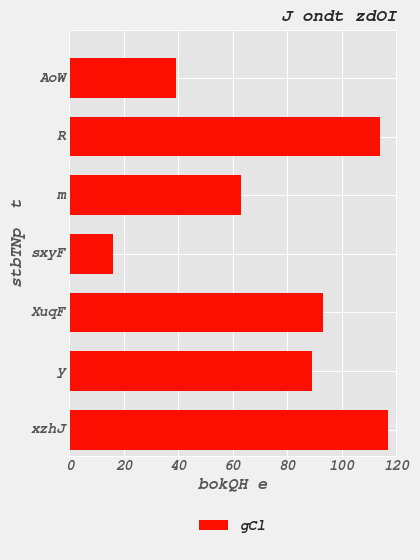 J ondt zdOI
AoW
R
m
sxyF
XuqF
y
xzhJ
stbTNp t
0 20 40 60 80 100 120
bokQH e
gCl